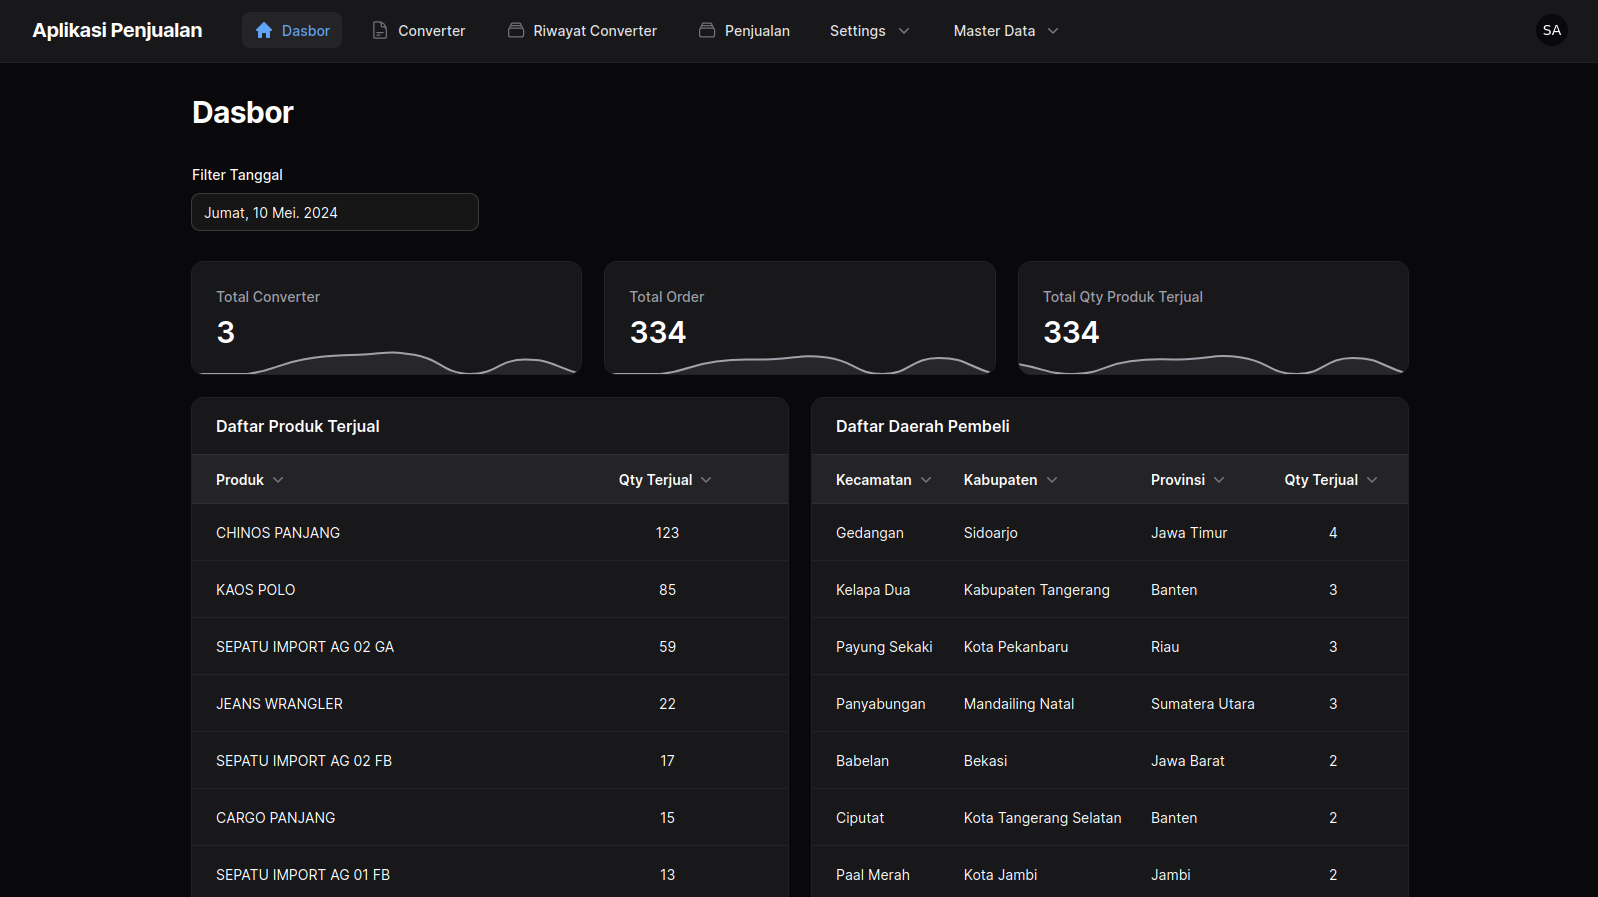 Aplikasi Penjualan Dasbor Converter Riwayat Converter Penjualan Settings Master Data SA
Dasbor
Filter Tanggal
Jumat, 10 Mei. 2024
Total Converter
3
Total Order
334
Total Qty Produk Terjual
334
Daftar Produk Terjual
Produk Qty Terjual
CHINOS PANJANG 123
KAOS POLO 85
SEPATU IMPORT AG 02 GA 59
JEANS WRANGLER 22
SEPATU IMPORT AG 02 FB 17
CARGO PANJANG 15
SEPATU IMPORT AG 01 FB 13
Daftar Daerah Pembeli
Kecamatan Kabupaten Provinsi Qty Terjual
Gedangan Sidoarjo Jawa Timur 4
Kelapa Dua Kabupaten Tangerang Banten 3
Payung Sekaki Kota Pekanbaru Riau 3
Panyabungan Mandailing Natal Sumatera Utara 3
Babelan Bekasi Jawa Barat 2
Ciputat Kota Tangerang Selatan Banten 2
Paal Merah Kota Jambi Jambi 2